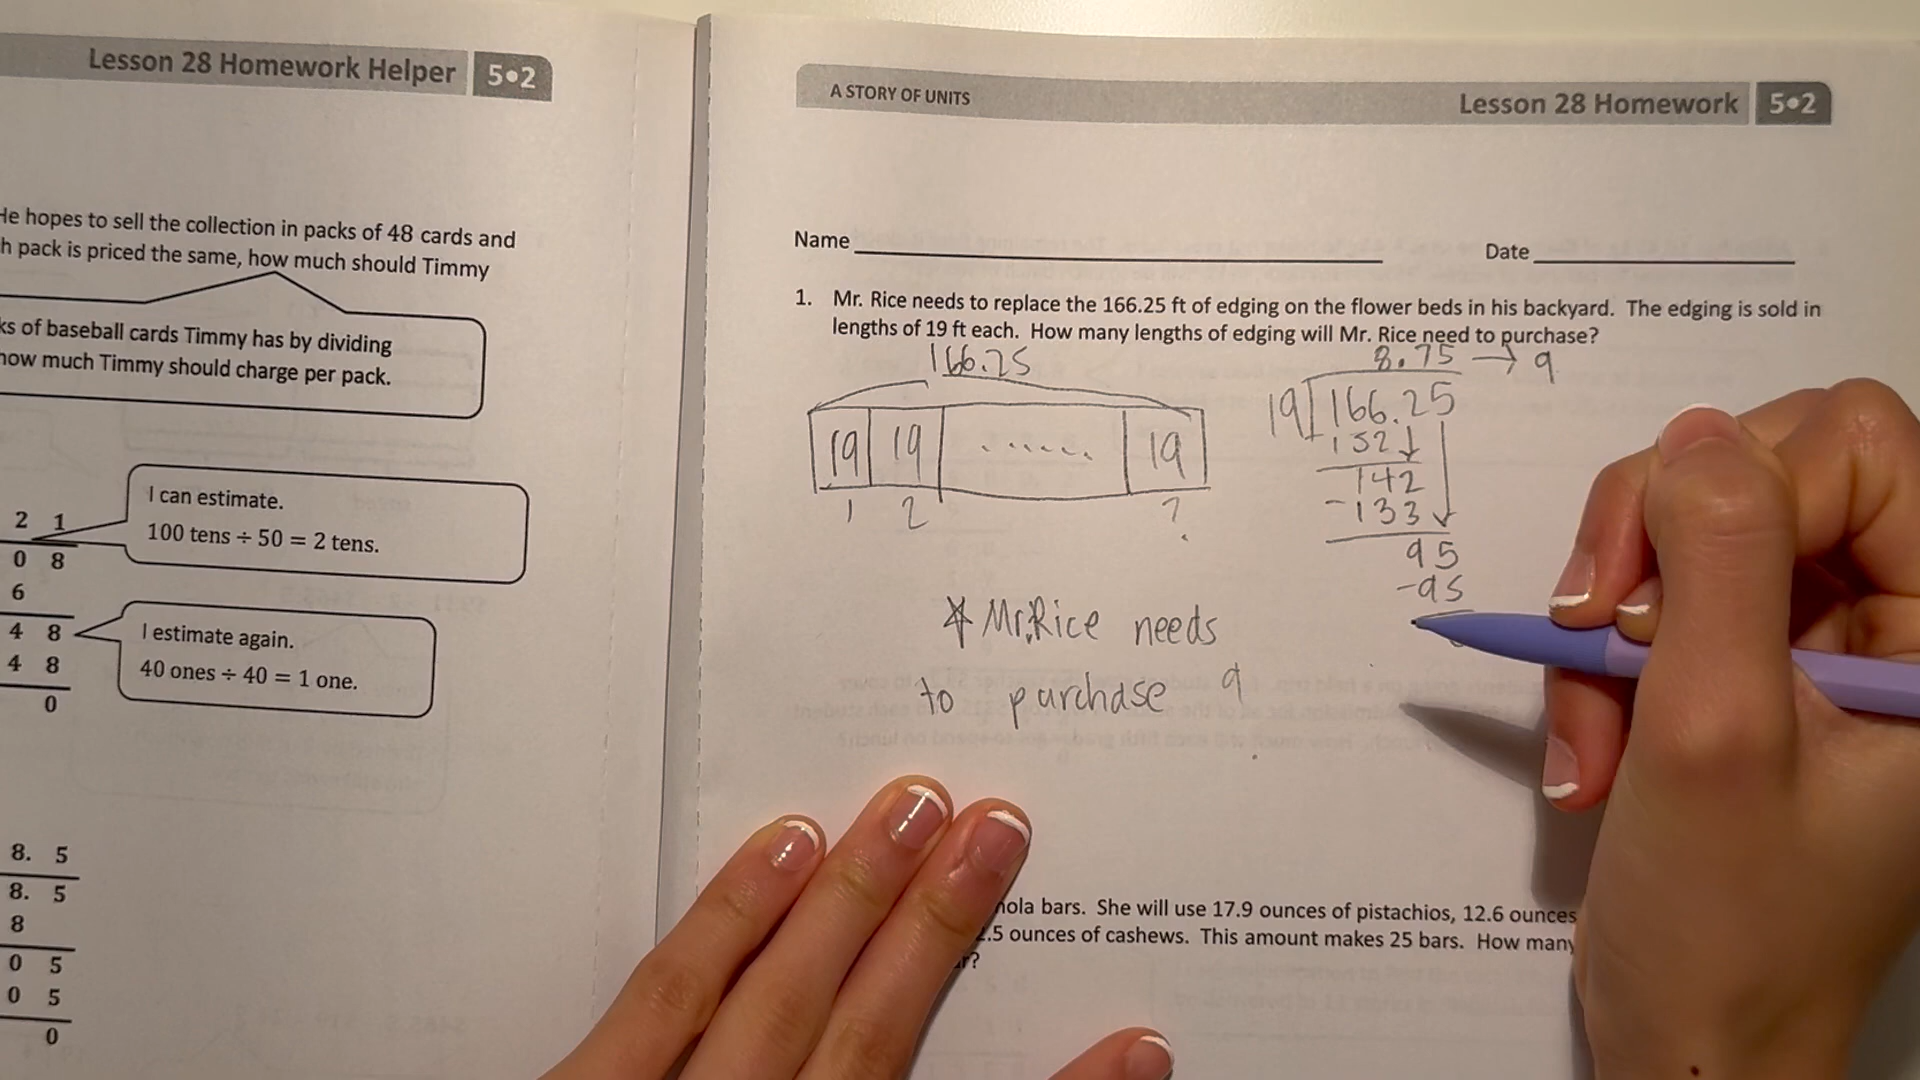 Lesson 28 Homework Helper 5•2
He hopes to sell the collection in packs of 48 cards and
pack is priced the same, how much should Timmy
of baseball cards Timmy has by dividing
how much Timmy should charge per pack.
I can estimate.
100 tens ÷ 50 = 2 tens.
2 1
0 8
6
4 8
4 8
0
I estimate again.
40 ones ÷ 40 = 1 one.
8. 5
8. 5
8
0 5
0 5
0
A STORY OF UNITS
Lesson 28 Homework 5•2
Name
Date
1. Mr. Rice needs to replace the 166.25 ft of edging on the flower beds in his backyard. The edging is sold in
lengths of 19 ft each. How many lengths of edging will Mr. Rice need to purchase?
166.25
19 19 ...... 19
1 2 ?
8.75 → 9
19 166.25
152
142
-133
95
-95
* Mr. Rice needs
to purchase 9
bars. She will use 17.9 ounces of pistachios, 12.6 ounces
ounces of cashews. This amount makes 25 bars. How many